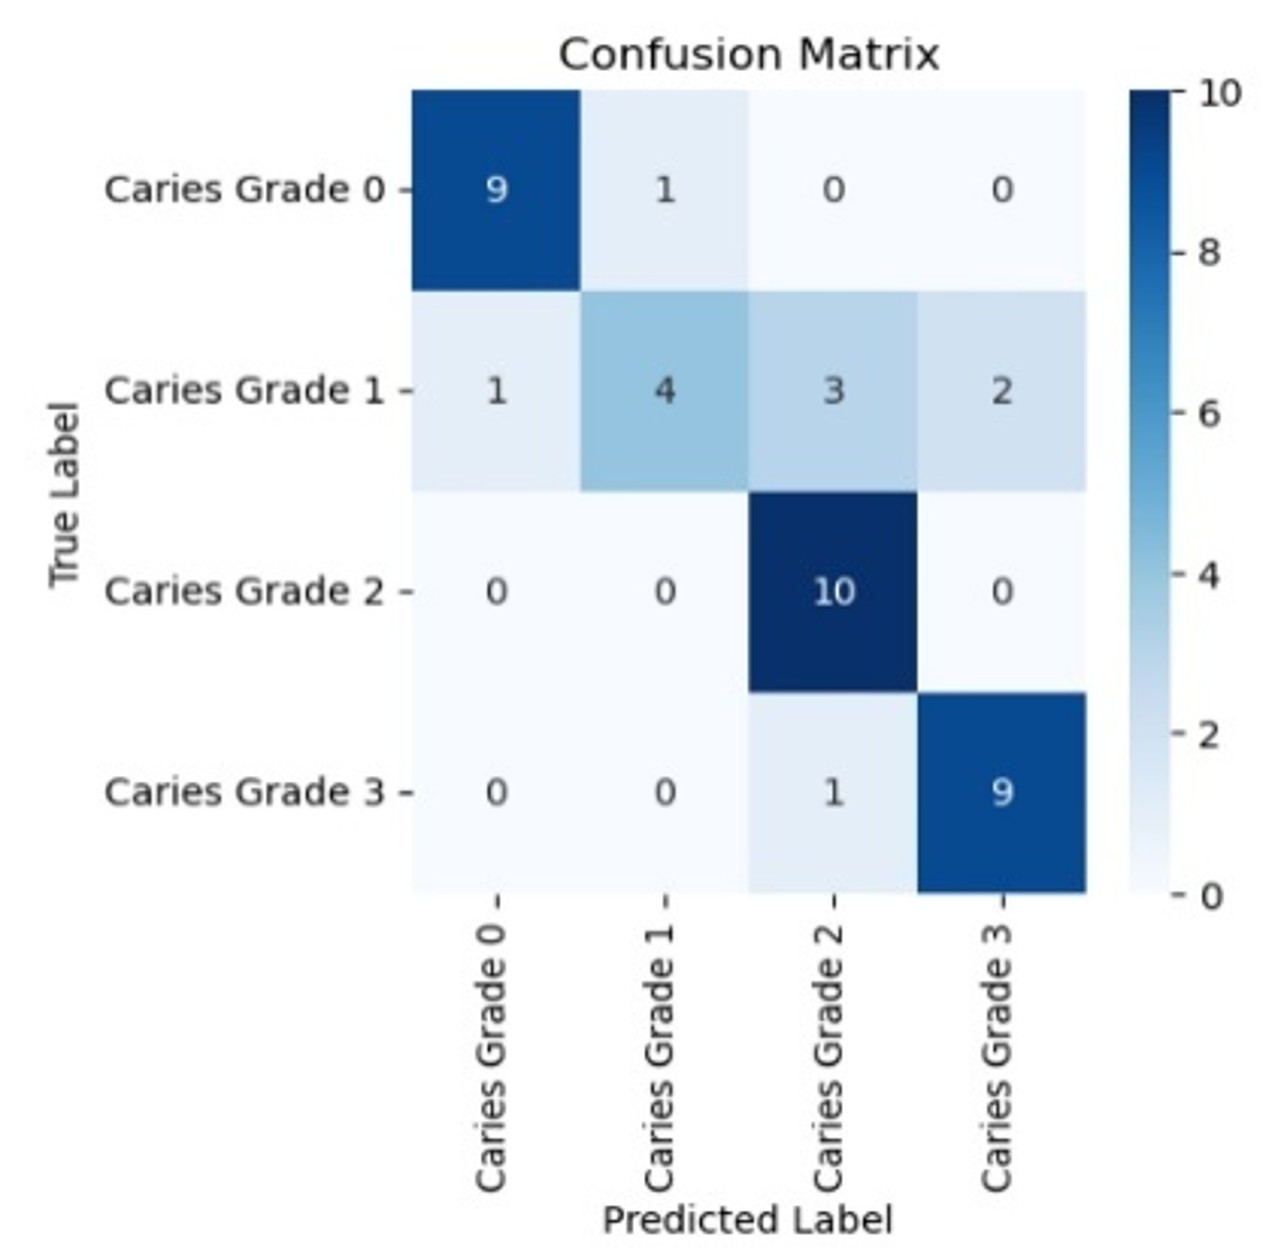 Confusion Matrix
Caries Grade 0
9 1 0 0
Caries Grade 1
1 4 3 2
Caries Grade 2
0 0 10 0
Caries Grade 3
0 0 1 9
True Label
Caries Grade 0
Caries Grade 1
Caries Grade 2
Caries Grade 3
Predicted Label
10
8
6
4
2
0